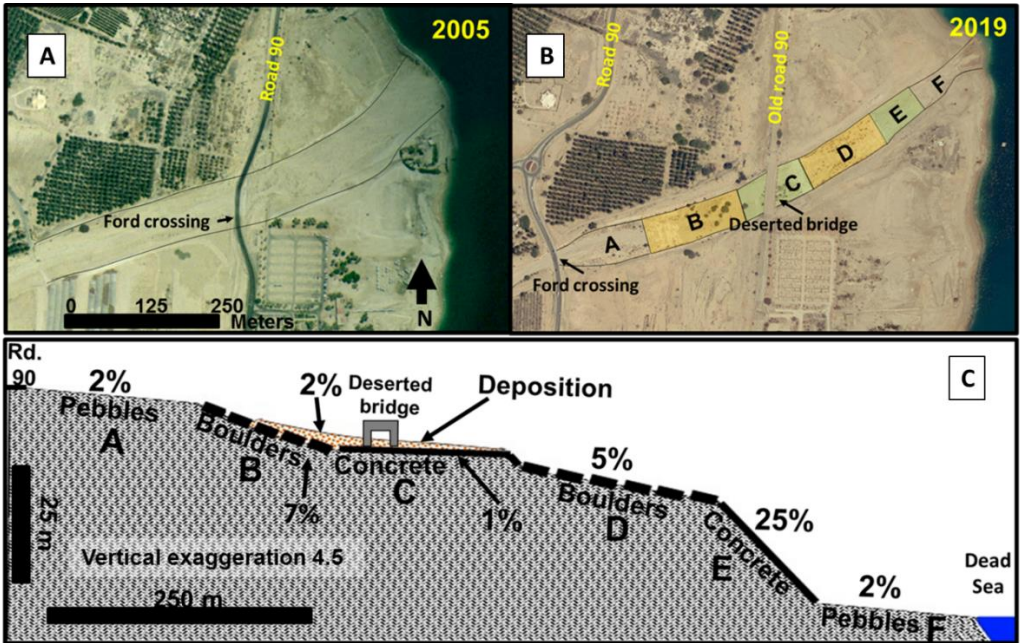 A
2005
Road 90
Ford crossing
0 125 250
Meters
N
B
2019
Road 90
Old road 90
A
B
C
D
E
F
Deserted bridge
Ford crossing
C
Rd.
90
2%
Pebbles
A
2%
Deserted
bridge
Deposition
Boulders
B
7%
Concrete
C
1%
5%
Boulders
D
25%
Concrete
E
2%
Pebbles F
Dead
Sea
25 m
Vertical exaggeration 4.5
250 m